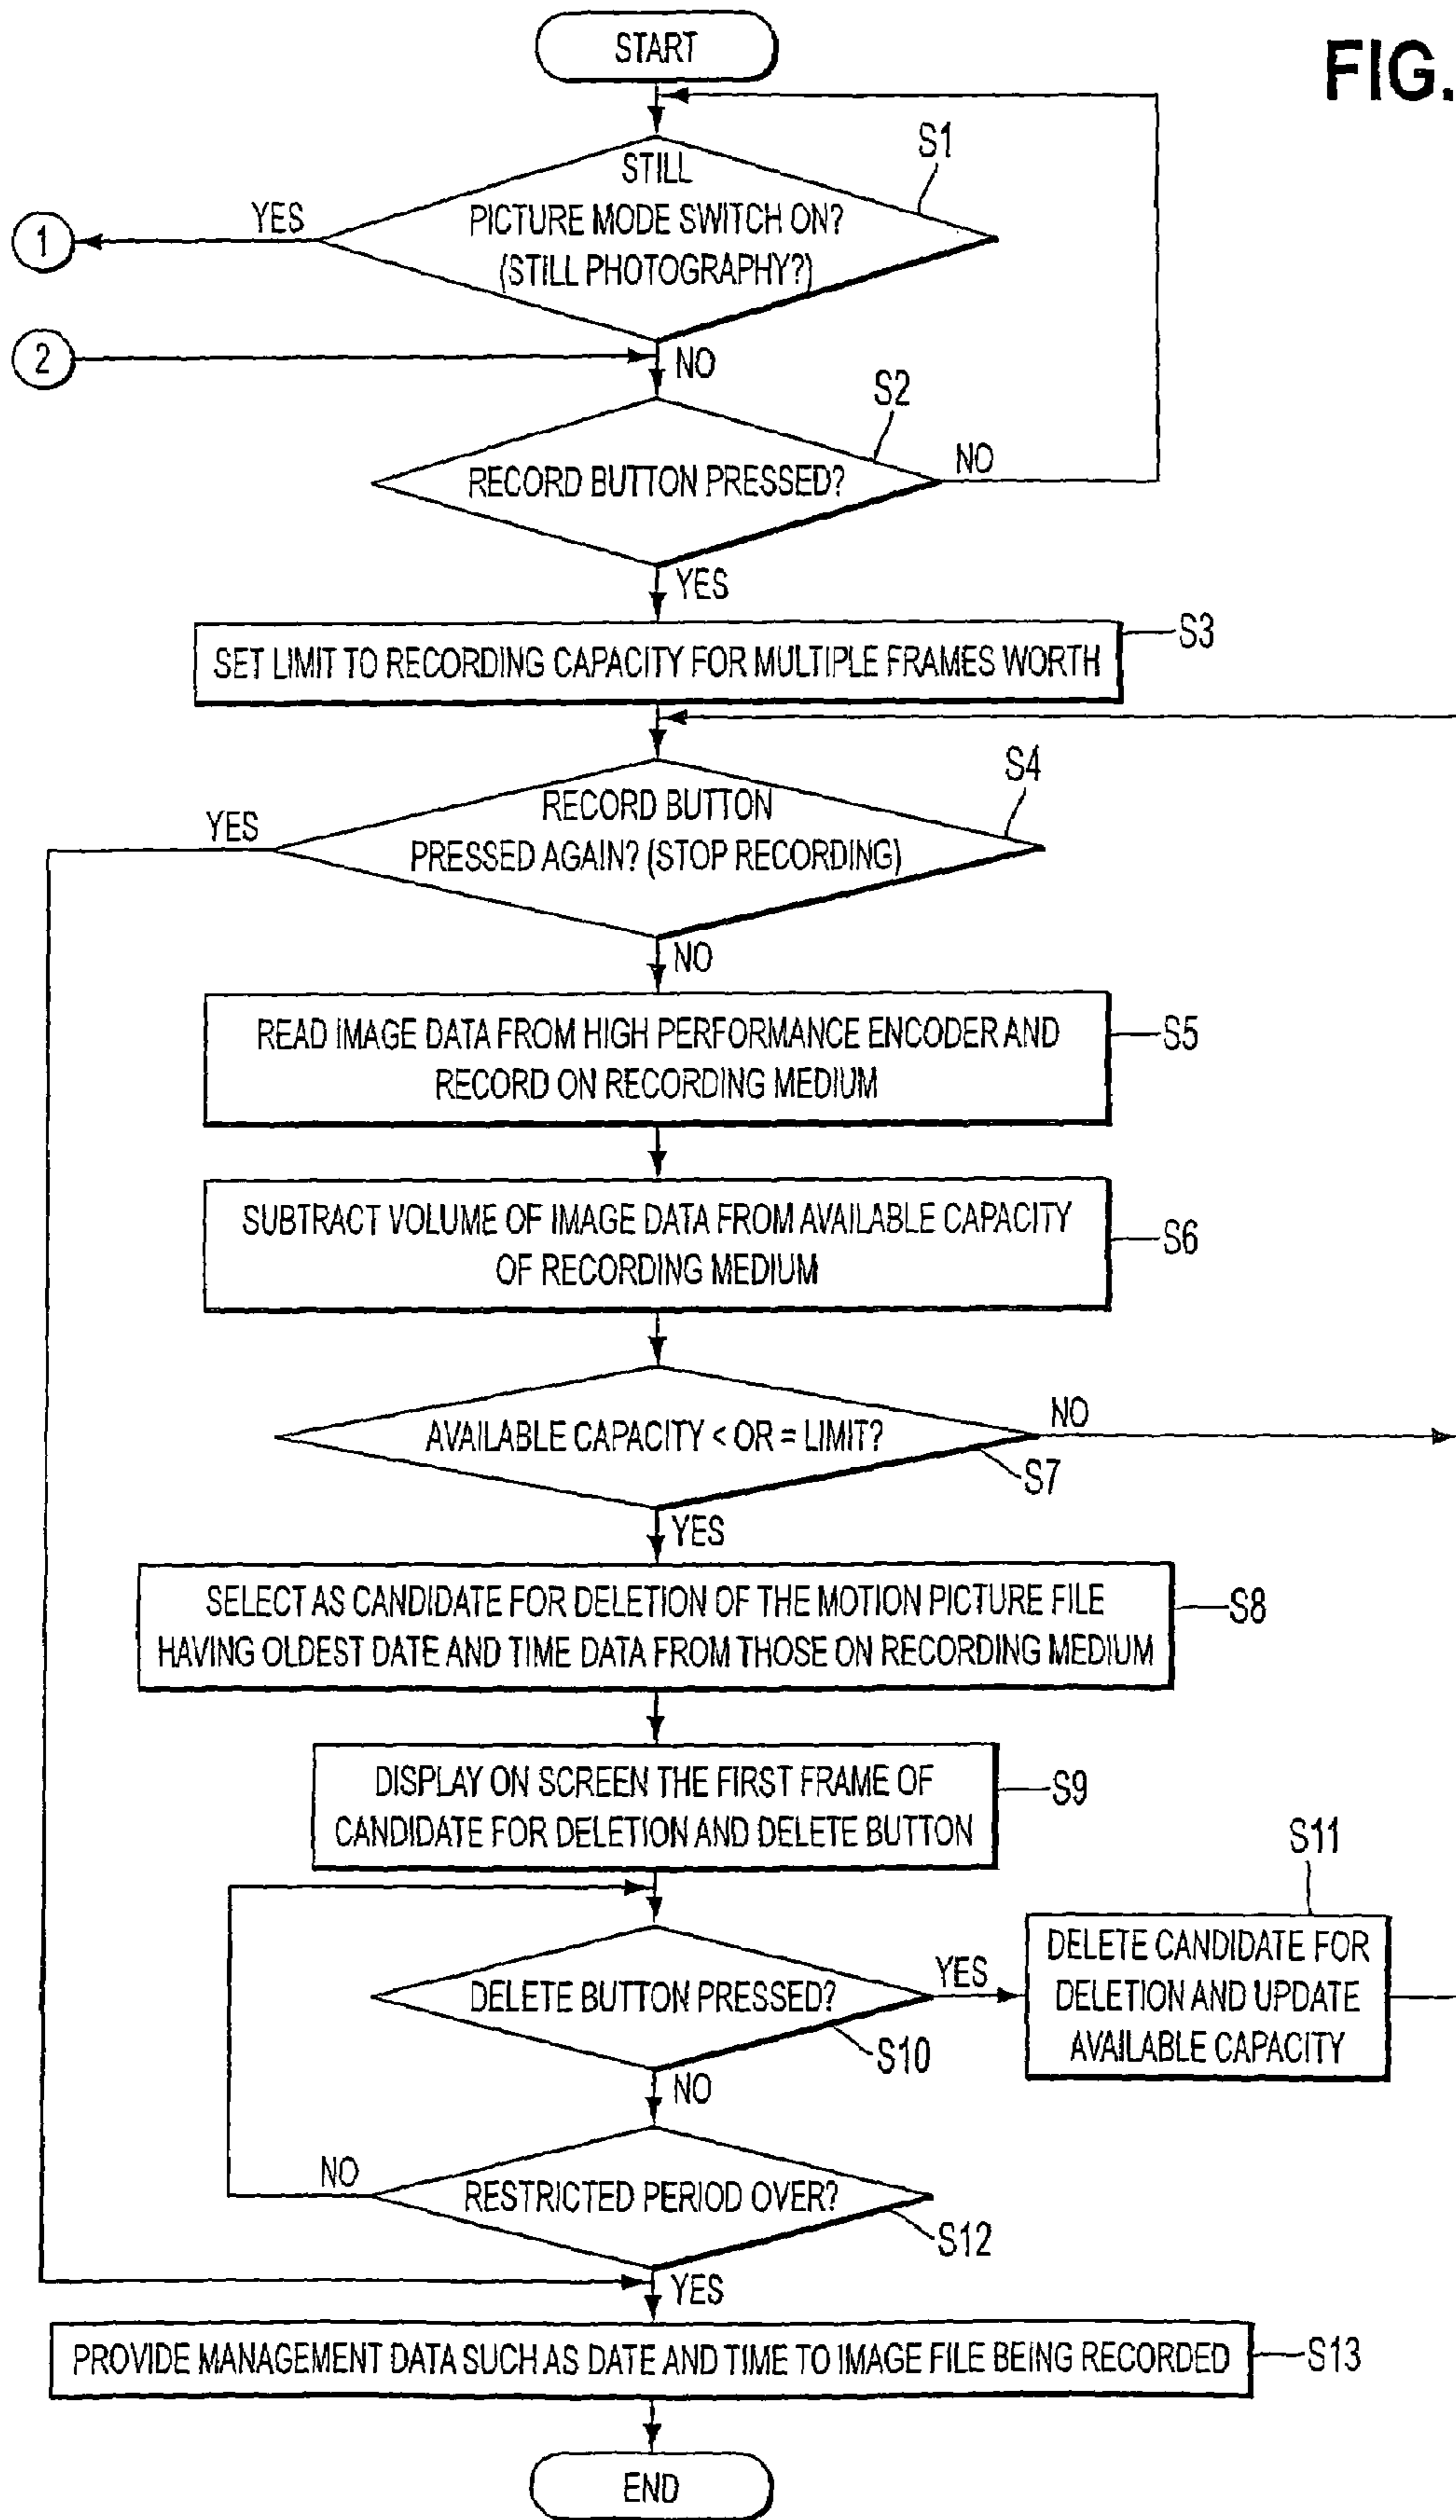 START
FIG.
S1
STILL
PICTURE MODE SWITCH ON?
(STILL PHOTOGRAPHY?)
YES
1
2
NO
S2
RECORD BUTTON PRESSED?
NO
YES
SET LIMIT TO RECORDING CAPACITY FOR MULTIPLE FRAMES WORTH
S3
S4
RECORD BUTTON
PRESSED AGAIN? (STOP RECORDING)
YES
NO
READ IMAGE DATA FROM HIGH PERFORMANCE ENCODER AND
RECORD ON RECORDING MEDIUM
S5
SUBTRACT VOLUME OF IMAGE DATA FROM AVAILABLE CAPACITY
OF RECORDING MEDIUM
S6
AVAILABLE CAPACITY < OR = LIMIT?
NO
S7
YES
SELECT AS CANDIDATE FOR DELETION OF THE MOTION PICTURE FILE
HAVING OLDEST DATE AND TIME DATA FROM THOSE ON RECORDING MEDIUM
S8
DISPLAY ON SCREEN THE FIRST FRAME OF
CANDIDATE FOR DELETION AND DELETE BUTTON
S9
S11
DELETE BUTTON PRESSED?
YES
S10
DELETE CANDIDATE FOR
DELETION AND UPDATE
AVAILABLE CAPACITY
NO
NO
RESTRICTED PERIOD OVER?
S12
YES
PROVIDE MANAGEMENT DATA SUCH AS DATE AND TIME TO IMAGE FILE BEING RECORDED
S13
END